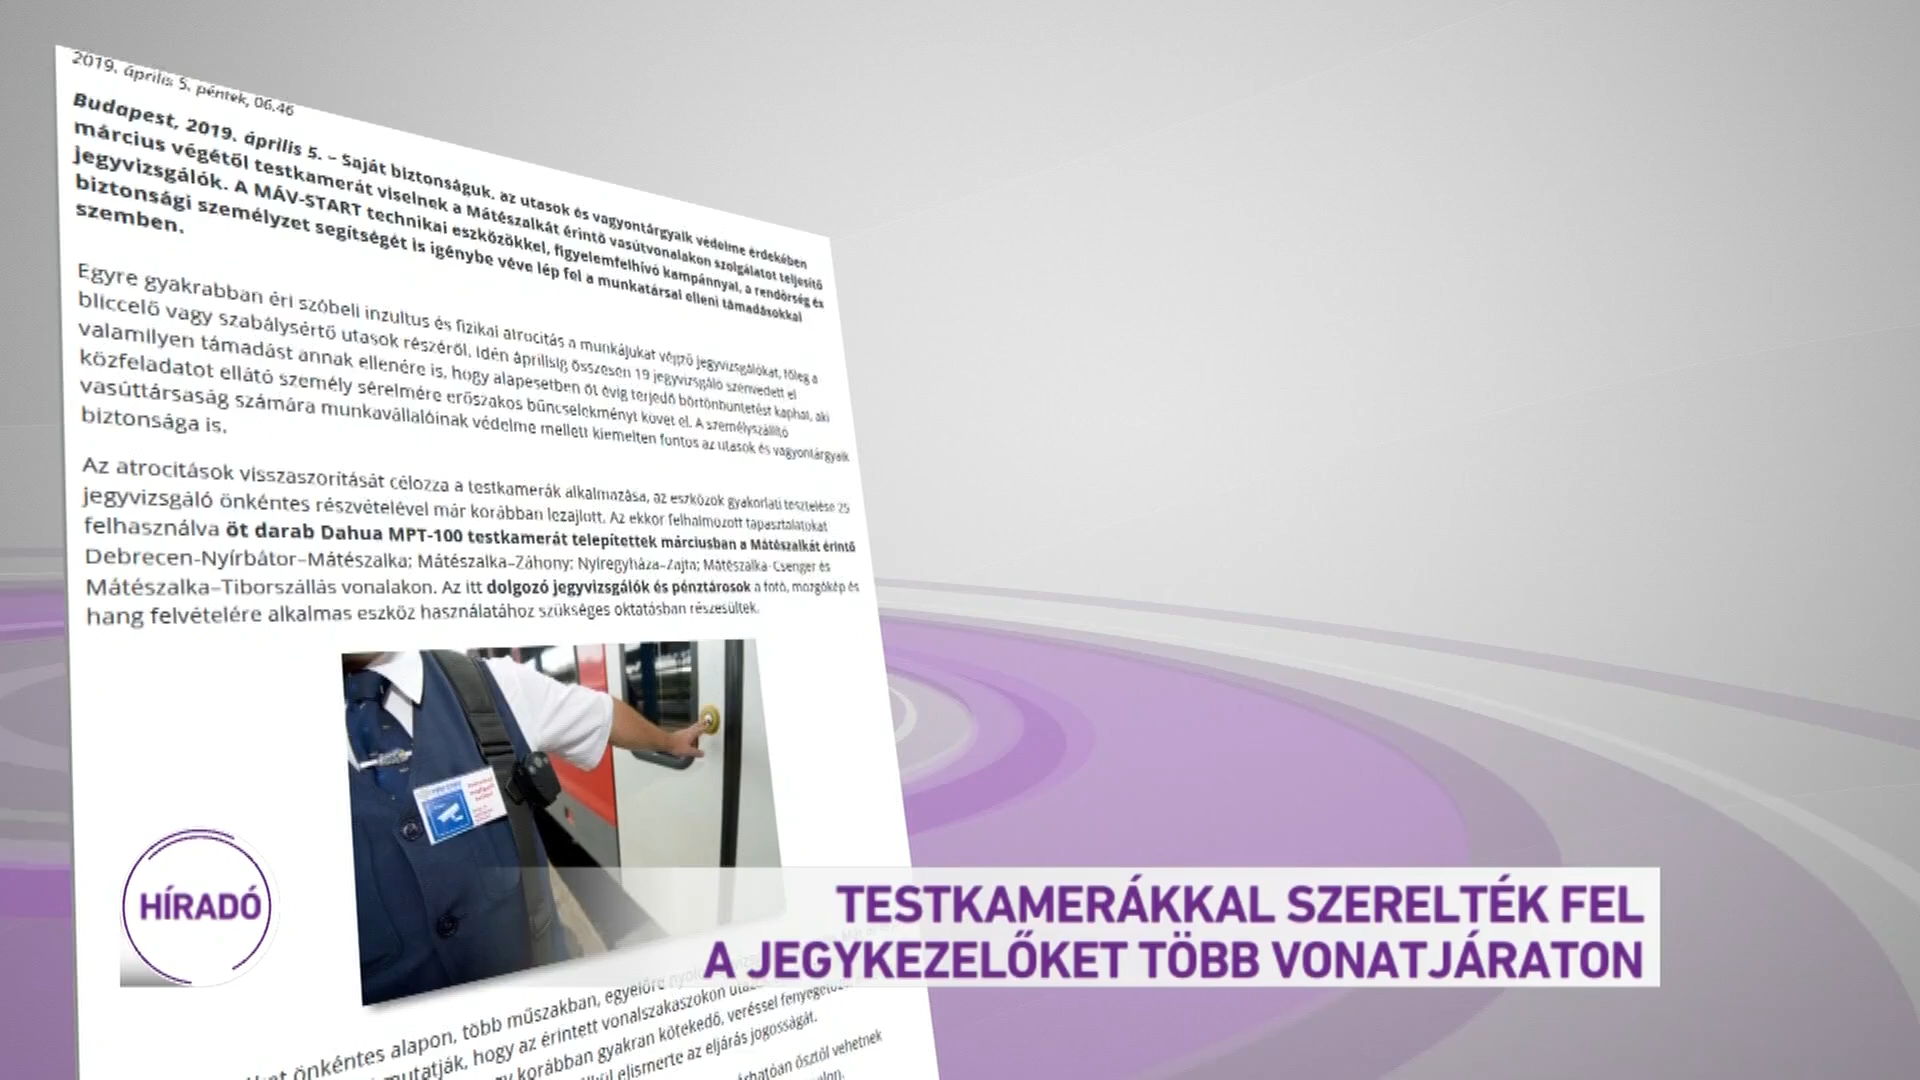 2019. április 5. péntek, 06.46
Budapest, 2019. április 5. – Saját biztonságuk, az utasok és vagyontárgyaik védelme érdekében
március végétől testkamerát viselnek a Mátészalkát érintő vasútvonalakon szolgálatot teljesítő
jegyvizsgálók. A MÁV-START technikai eszközökkel, figyelemfelhívó kampánnyal, a rendőrség és
biztonsági személyzet segítségét is igénybe véve lép fel a munkatársai elleni támadásokkal
szemben.
Egyre gyakrabban éri szóbeli inzultus és fizikai atrocitás a munkájukat végző jegyvizsgálókat, főleg a
bliccelő vagy szabálysértő utasok részéről. Idén áprilisig összesen 19 jegyvizsgáló szenvedett el
valamilyen támadást annak ellenére is, hogy alapesetben öt évig terjedő börtönbüntetést kaphat, aki
közfeladatot ellátó személy sérelmére erőszakos bűncselekményt követ el. A személyszállító
vasúttársaság számára munkavállalóinak védelme mellett kiemelten fontos az utasok és vagyontárgyaik
biztonsága is.
Az atrocitások visszaszorítását célozza a testkamerák alkalmazása, az eszközök gyakorlati tesztelése 25
jegyvizsgáló önkéntes részvételével már korábban lezajlott. Az ekkor felhalmozott tapasztalatokat
felhasználva öt darab Dahua MPT-100 testkamerát telepítettek márciusban a Mátészalkát érintő
Debrecen-Nyírbátor–Mátészalka; Mátészalka–Záhony; Nyíregyháza–Zajta; Mátészalka-Csenger és
Mátészalka–Tiborszállás vonalakon. Az itt dolgozó jegyvizsgálók és pénztárosok a fotó, mozgókép és
hang felvételére alkalmas eszköz használatához szükséges oktatásban részesültek.
HÍRADÓ
TESTKAMERÁKKAL SZERELTÉK FEL
A JEGYKEZELŐKET TÖBB VONATJÁRATON
önkéntes alapon, több műszakban, egyelőre
hogy az érintett vonalszakaszokon
korábban gyakran kötekedő, veréssel
elismerte az eljárás jogosságát.
ősztől vehetnek